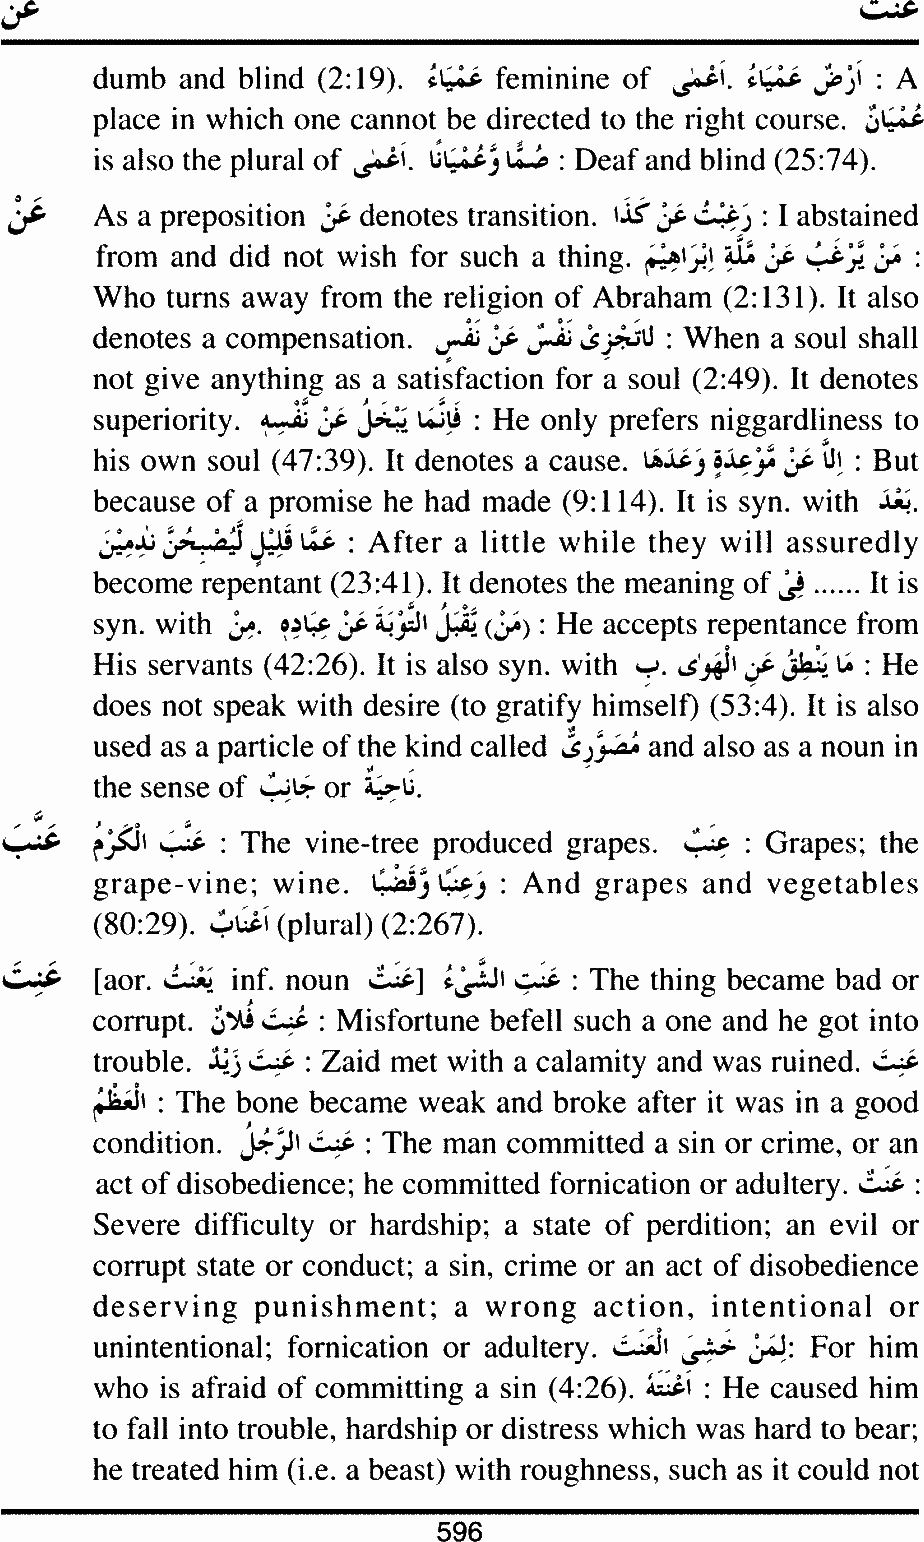 عَنْ عَنَتَ
dumb and blind (2:19). عَمْيَاءُ feminine of اَعْمٰى. اَرْضٌ عَمْيَاءُ : A
place in which one cannot be directed to the right course. عُمْيَانٌ
is also the plural of اَعْمٰى. صُمًّا وَّعُمْيَانًا : Deaf and blind (25:74).
عَنْ As a preposition عَنْ denotes transition. رَغِبْتُ عَنْ كَذَا : I abstained
from and did not wish for such a thing. مَنْ يَّرْغَبُ عَنْ مِّلَّةِ اِبْرَاهِيْمَ :
Who turns away from the religion of Abraham (2:131). It also
denotes a compensation. لَاتَجْزِىْ نَفْسٌ عَنْ نَفْسٍ : When a soul shall
not give anything as a satisfaction for a soul (2:49). It denotes
superiority. فَاِنَّمَا يَبْخَلُ عَنْ نَّفْسِهٖ : He only prefers niggardliness to
his own soul (47:39). It denotes a cause. اِلَّا عَنْ مَّوْعِدَةٍ وَعَدَهَا : But
because of a promise he had made (9:114). It is syn. with بَعْدَ.
عَمَّا قَلِيْلٍ لَّيُصْبِحُنَّ نٰدِمِيْنَ : After a little while they will assuredly
become repentant (23:41). It denotes the meaning of فِىْ ...... It is
syn. with مِنْ. يَقْبَلُ التَّوْبَةَ عَنْ عِبَادِهٖ (مَنْ) : He accepts repentance from
His servants (42:26). It is also syn. with بِ. مَا يَنْطِقُ عَنِ الْهَوٰى : He
does not speak with desire (to gratify himself) (53:4). It is also
used as a particle of the kind called مَصْوَرِىٌّ and also as a noun in
the sense of جَانِبٌ or نَاحِيَةٌ.
عَنَّبَ عَنَّبَ الْكَرْمُ : The vine-tree produced grapes. عِنَبٌ : Grapes; the
grape-vine; wine. وَعِنَبًا وَّقَضْبًا : And grapes and vegetables
(80:29). اَعْنَابٌ (plural) (2:267).
عَنِتَ [aor. يَعْنَتُ inf. noun عَنَتٌ] عَنِتَ الشَّىْءُ : The thing became bad or
corrupt. عَنِتَ فُلَانٌ : Misfortune befell such a one and he got into
trouble. عَنِتَ زَيْدٌ : Zaid met with a calamity and was ruined. عَنِتَ
الْعَظْمُ : The bone became weak and broke after it was in a good
condition. عَنِتَ الرَّجُلُ : The man committed a sin or crime, or an
act of disobedience; he committed fornication or adultery. عَنَتٌ :
Severe difficulty or hardship; a state of perdition; an evil or
corrupt state or conduct; a sin, crime or an act of disobedience
deserving punishment; a wrong action, intentional or
unintentional; fornication or adultery. لِمَنْ خَشِىَ الْعَنَتَ: For him
who is afraid of committing a sin (4:26). اَعْنَتَهٗ : He caused him
to fall into trouble, hardship or distress which was hard to bear;
he treated him (i.e. a beast) with roughness, such as it could not
596